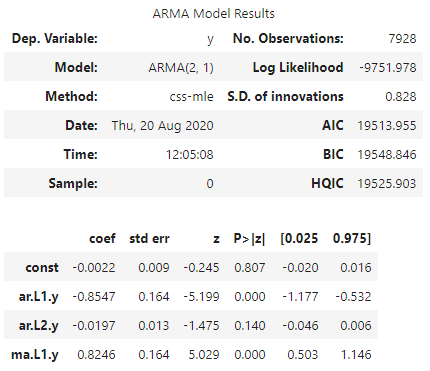 ARMA Model Results
Dep. Variable: y No. Observations: 7928
Model: ARMA(2, 1) Log Likelihood -9751.978
Method: css-mle S.D. of innovations 0.828
Date: Thu, 20 Aug 2020 AIC 19513.955
Time: 12:05:08 BIC 19548.846
Sample: 0 HQIC 19525.903
coef std err z P>|z| [0.025 0.975]
const -0.0022 0.009 -0.245 0.807 -0.020 0.016
ar.L1.y -0.8547 0.164 -5.199 0.000 -1.177 -0.532
ar.L2.y -0.0197 0.013 -1.475 0.140 -0.046 0.006
ma.L1.y 0.8246 0.164 5.029 0.000 0.503 1.146